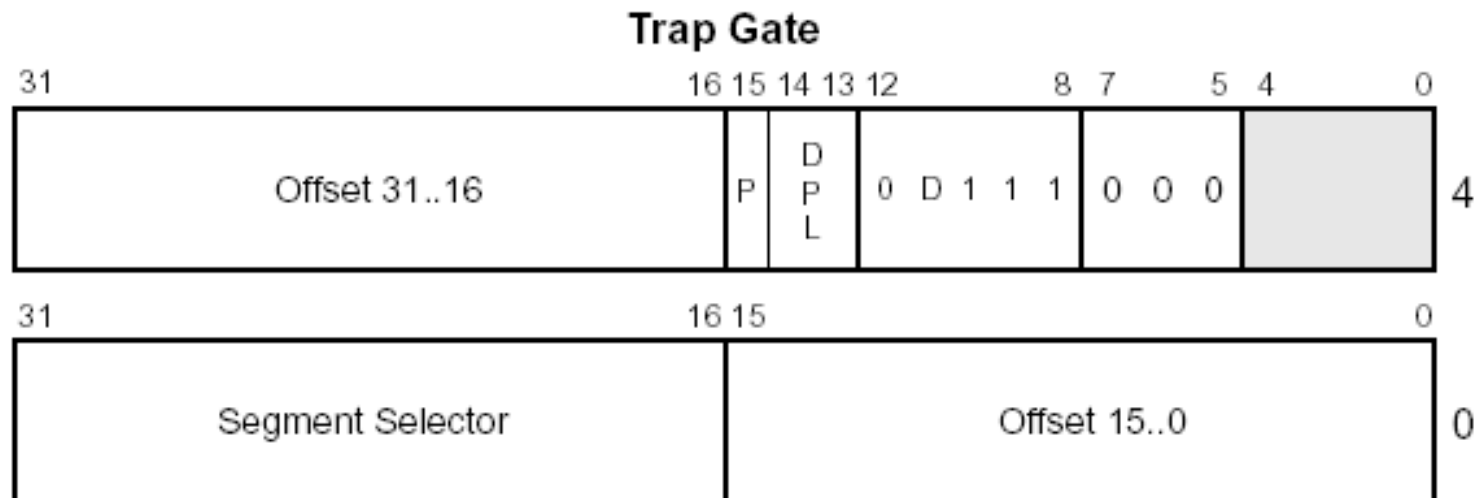 Trap Gate
31 16 15 14 13 12 8 7 5 4 0
Offset 31..16 P DPL 0 D 1 1 1 0 0 0 4
31 16 15 0
Segment Selector Offset 15..0 0